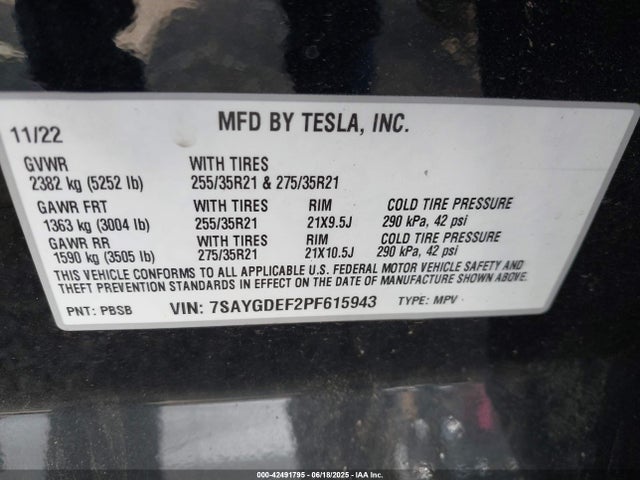 11/22 MFD BY TESLA, INC.
GVWR WITH TIRES
2382 kg (5252 lb) 255/35R21 & 275/35R21
GAWR FRT WITH TIRES RIM COLD TIRE PRESSURE
1363 kg (3004 lb) 255/35R21 21X9.5J 290 kPa, 42 psi
GAWR RR WITH TIRES RIM COLD TIRE PRESSURE
1590 kg (3505 lb) 275/35R21 21X10.5J 290 kPa, 42 psi
THIS VEHICLE CONFORMS TO ALL APPLICABLE U.S. FEDERAL MOTOR VEHICLE SAFETY AND
THEFT PREVENTION STANDARDS IN EFFECT ON THE DATE OF MANUFACTURE SHOWN ABOVE.
PNT: PBSB VIN: 7SAYGDEF2PF615943 TYPE: MPV
000-42491795 - 06/18/2025 - IAA Inc.